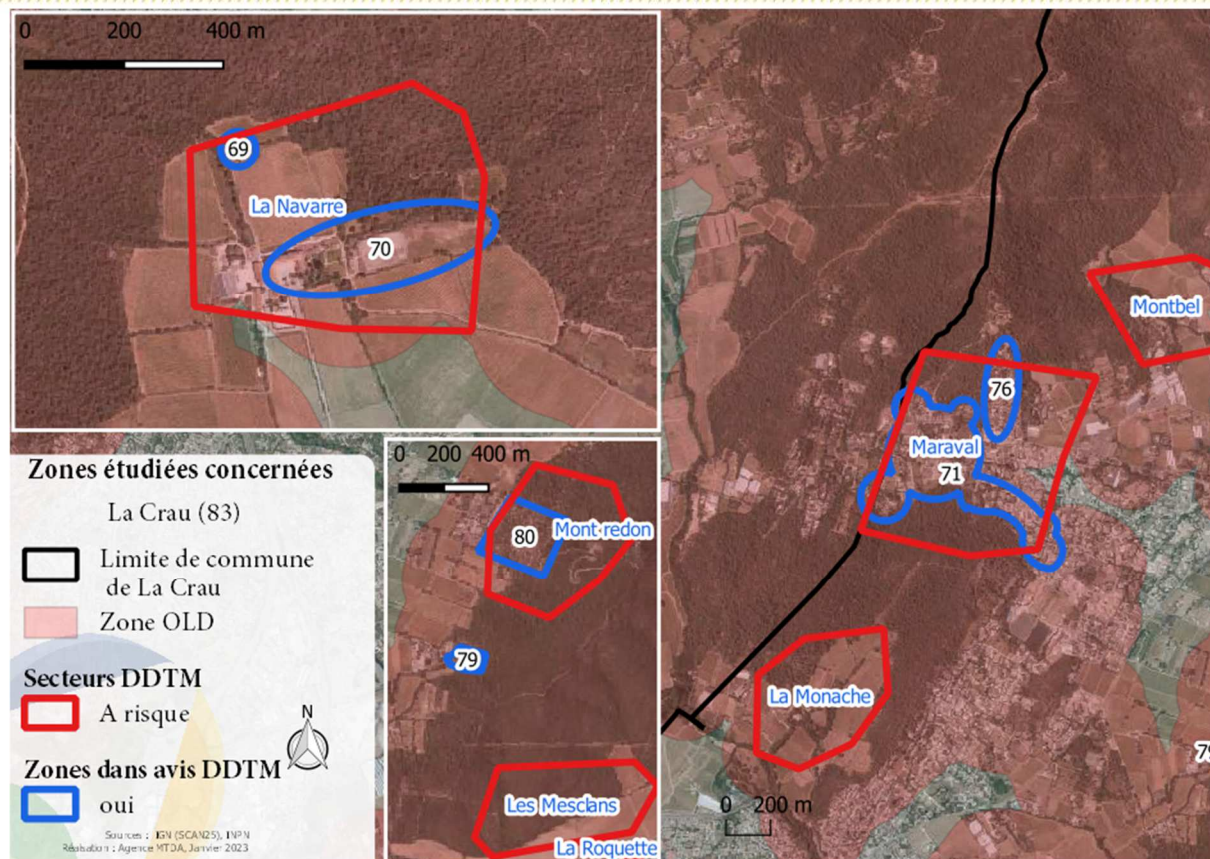 0 200 400 m
69
La Navarre
70
Montbel
76
Maraval
71
La Monache
0 200 m
79
0 200 400 m
80
Mont redon
79
Les Mesclans
La Roquette
Zones étudiées concernées
La Crau (83)
Limite de commune
de La Crau
Zone OLD
Secteurs DDTM
A risque
N
Zones dans avis DDTM
oui
Sources : IGN (SCAN25), INPN
Réalisation : Agence MTDA, Janvier 2023